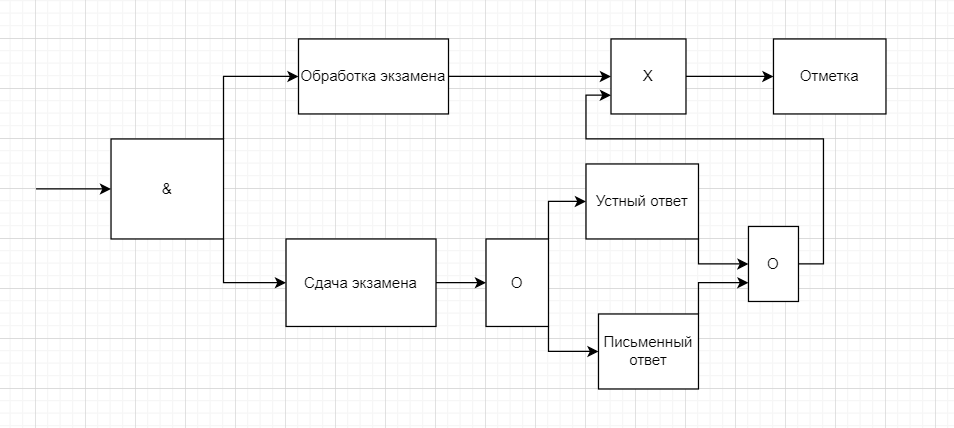 Обработка экзамена
X
Отметка
&
Устный ответ
Сдача экзамена
О
О
Письменный
ответ